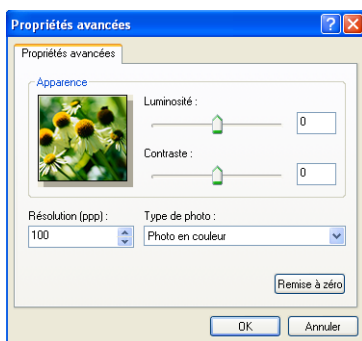 Propriétés avancées
Propriétés avancées
Apparence
Luminosité :
0
Contraste :
0
Résolution (ppp) :
Type de photo :
100
Photo en couleur
Remise à zéro
OK
Annuler